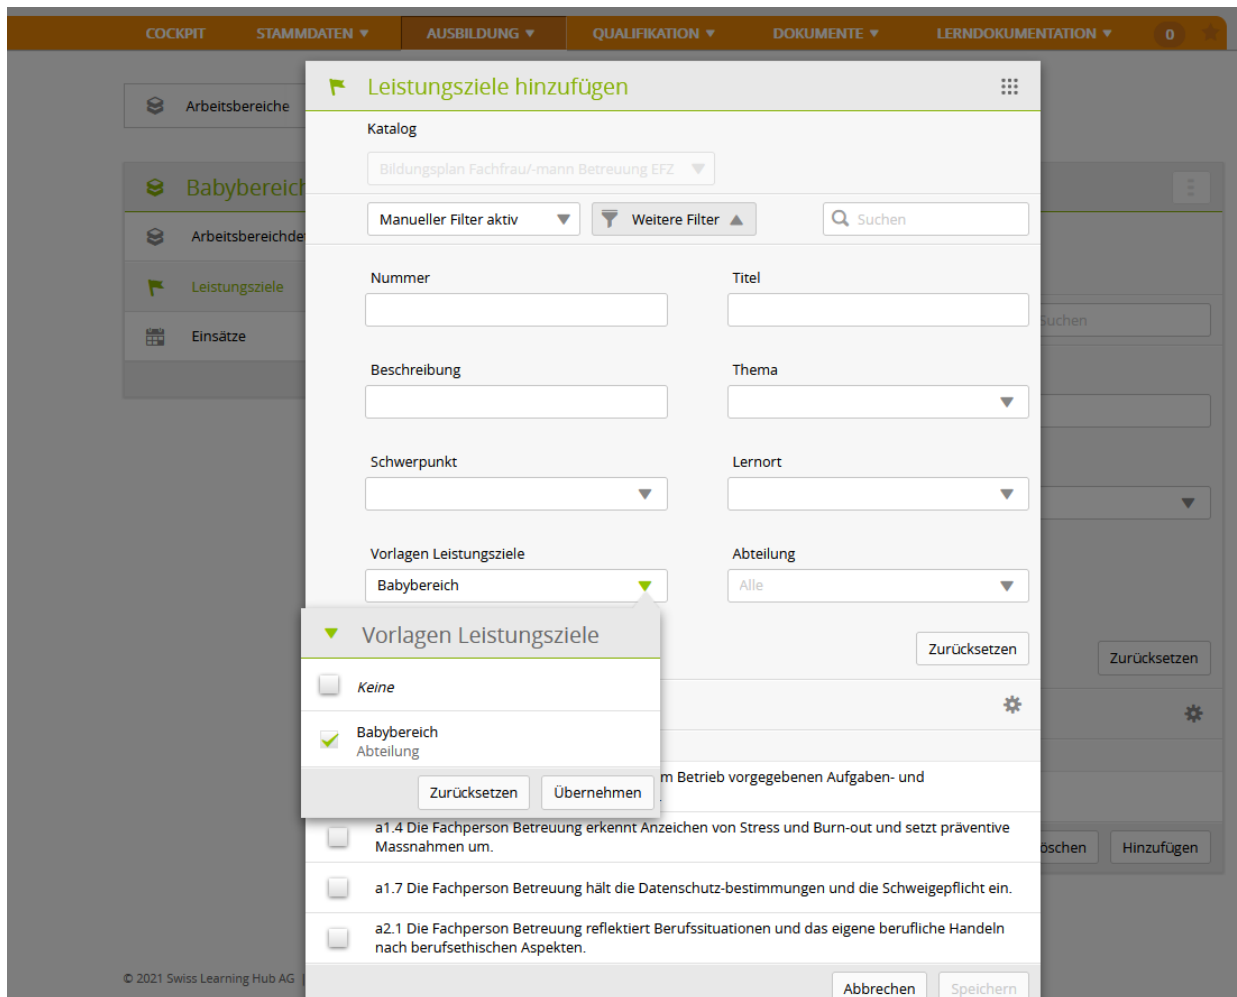 COCKPIT STAMMDATEN AUSBILDUNG QUALIFIKATION DOKUMENTE LERNDOKUMENTATION 0
Arbeitsbereiche
Babybereich
Arbeitsbereichde
Leistungsziele
Einsätze
Leistungsziele hinzufügen
Katalog
Bildungsplan Fachfrau/-mann Betreuung EFZ
Manueller Filter aktiv Weitere Filter Suchen
Nummer Titel
Beschreibung Thema
Schwerpunkt Lernort
Vorlagen Leistungsziele Abteilung
Babybereich Alle
Zurücksetzen
Vorlagen Leistungsziele
Keine
Babybereich
Abteilung
Zurücksetzen Übernehmen
m Betrieb vorgegebenen Aufgaben- und
a1.4 Die Fachperson Betreuung erkennt Anzeichen von Stress und Burn-out und setzt präventive
Massnahmen um.
a1.7 Die Fachperson Betreuung hält die Datenschutz-bestimmungen und die Schweigepflicht ein.
a2.1 Die Fachperson Betreuung reflektiert Berufssituationen und das eigene berufliche Handeln
nach berufsethischen Aspekten.
Abbrechen Speichern
Suchen
Zurücksetzen
öschen Hinzufügen
© 2021 Swiss Learning Hub AG |